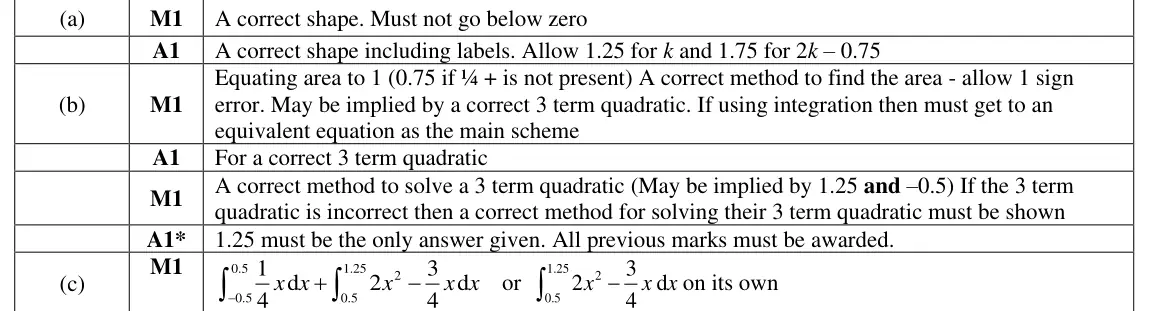 (a) M1 A correct shape. Must not go below zero
A1 A correct shape including labels. Allow 1.25 for k and 1.75 for 2k – 0.75
Equating area to 1 (0.75 if ¼ + is not present) A correct method to find the area - allow 1 sign
(b) M1 error. May be implied by a correct 3 term quadratic. If using integration then must get to an
equivalent equation as the main scheme
A1 For a correct 3 term quadratic
M1 A correct method to solve a 3 term quadratic (May be implied by 1.25 and –0.5) If the 3 term
quadratic is incorrect then a correct method for solving their 3 term quadratic must be shown
A1* 1.25 must be the only answer given. All previous marks must be awarded.
(c) M1 ∫_{–0.5}^{0.5} 1/4 x dx + ∫_{0.5}^{1.25} 2x² – 3/4 x dx or ∫_{0.5}^{1.25} 2x² – 3/4 x dx on its own